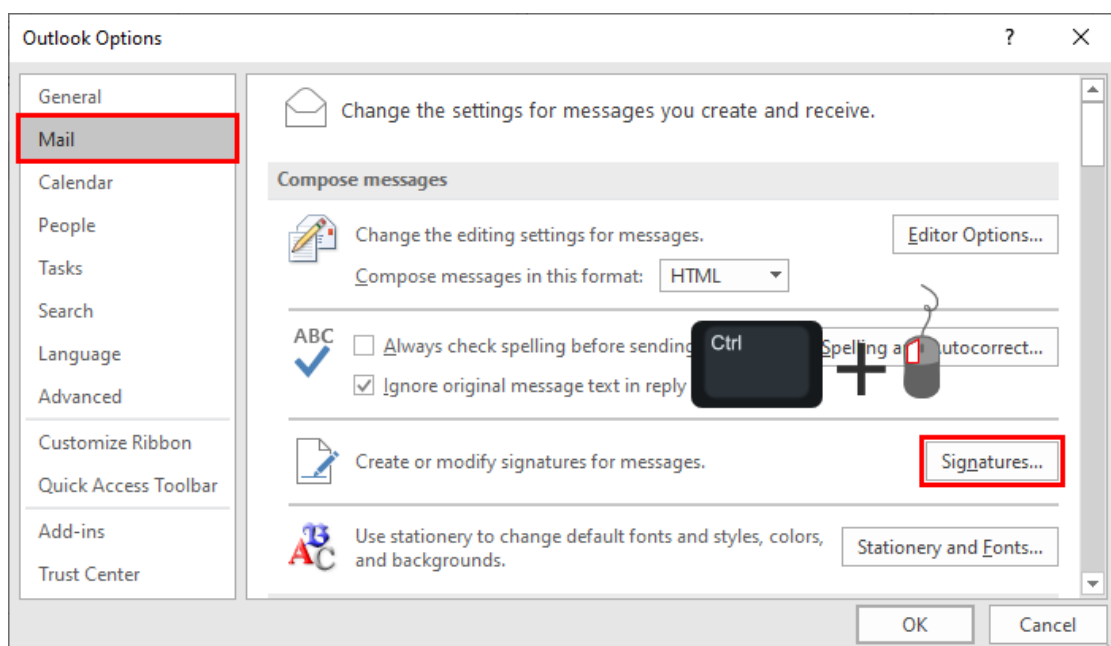 Outlook Options
?
General
Mail
Calendar
People
Tasks
Search
Language
Advanced
Customize Ribbon
Quick Access Toolbar
Add-ins
Trust Center
Change the settings for messages you create and receive.
Compose messages
Change the editing settings for messages.
Editor Options...
Compose messages in this format:
HTML
ABC
Always check spelling before sending
Ctrl
+
Spelling a
utocorrect...
Ignore original message text in reply
Create or modify signatures for messages.
Signatures...
ABC
Use stationery to change default fonts and styles, colors,
and backgrounds.
Stationery and Fonts...
OK
Cancel